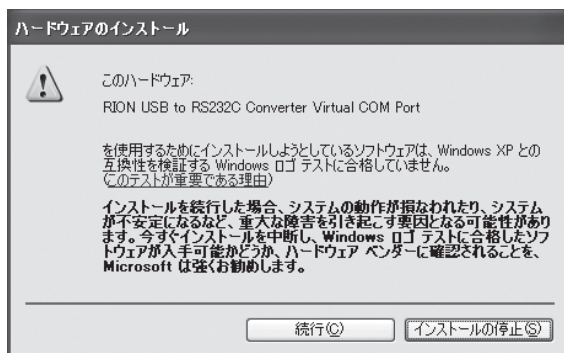 ハードウェアのインストール
このハードウェア:
RION USB to RS232C Converter Virtual COM Port
を使用するためにインストールしようとしているソフトウェアは、Windows XP との
互換性を検証する Windows ロゴ テストに合格していません。
(このテストが重要である理由)
インストールを続行した場合、システムの動作が損なわれたり、システム
が不安定になるなど、重大な障害を引き起こす要因となる可能性があり
ます。今すぐインストールを中断し、Windows ロゴ テストに合格したソフ
トウェアが入手可能かどうか、ハードウェア ベンダーに確認されることを、
Microsoft は強くお勧めします。
続行(C)
インストールの停止(S)